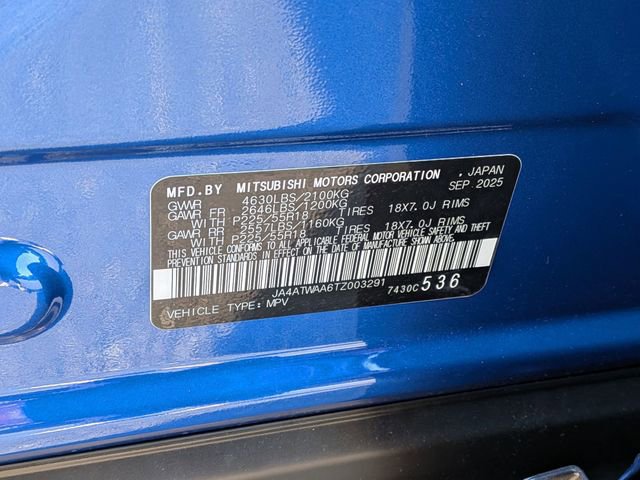 MFD.BY MITSUBISHI MOTORS CORPORATION, JAPAN
GVWR 4630LBS/2100KG SEP 2025
GAWR FR 2646LBS/1200KG
WITH P225/55R18 TIRES 18X7.0J RIMS
GAWR RR 2557LBS/1160KG
WITH P225/55R18 TIRES 18X7.0J RIMS
THIS VEHICLE CONFORMS TO ALL APPLICABLE FEDERAL MOTOR VEHICLE SAFETY AND THEFT
PREVENTION STANDARDS IN EFFECT ON THE DATE OF MANUFACTURE SHOWN ABOVE.
JA4ATWAA6TZ003291 7430C 536
VEHICLE TYPE: MPV